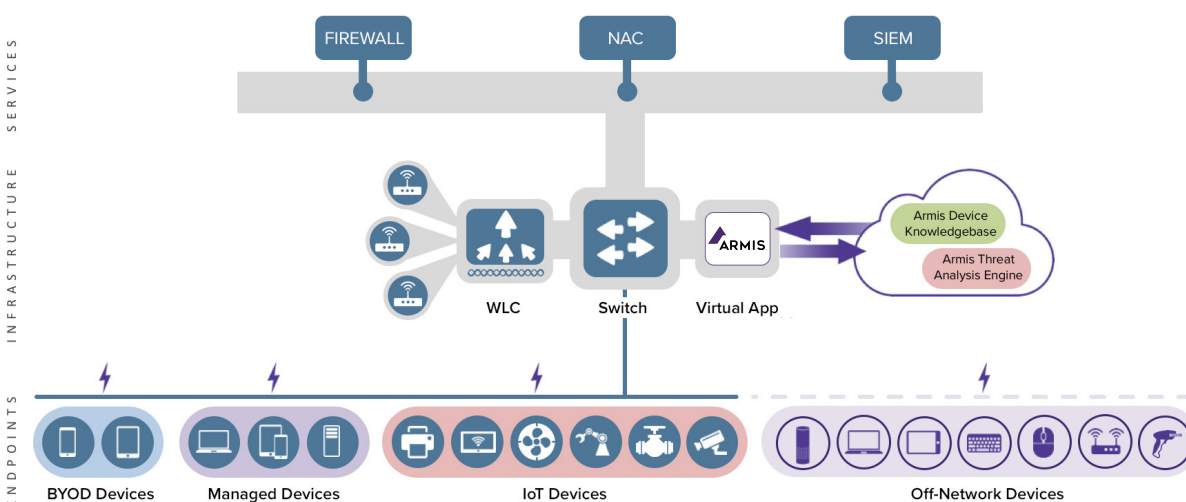 SERVICES
FIREWALL
NAC
SIEM
INFRASTRUCTURE
ARMIS
Armis Device
Knowledgebase
Armis Threat
Analysis Engine
WLC
Switch
Virtual App
NDPOINTS
BYOD Devices
Managed Devices
IoT Devices
Off-Network Devices